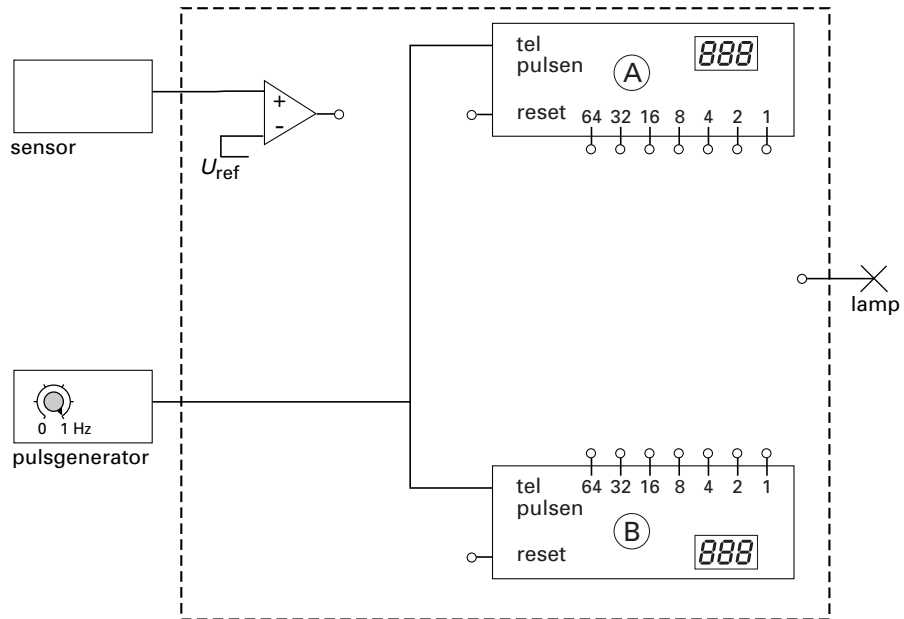 tel
pulsen
A
888
reset
64 32 16 8 4 2 1
sensor
+
-
Uref
lamp
0 1 Hz
pulsgenerator
64 32 16 8 4 2 1
tel
pulsen
B
reset
888